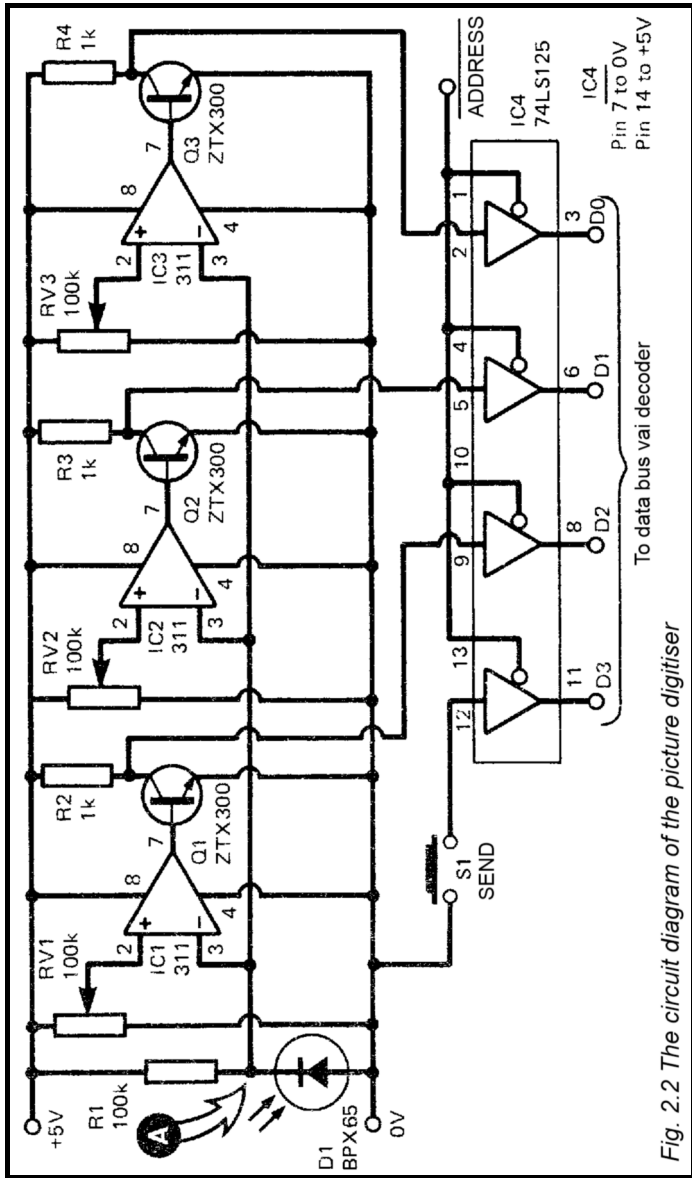 +5V
R1
100k
A
D1
BPX65
0V
RV1
100k
2
+
IC1
311
−
3
8
4
7
R2
1k
Q1
ZTX300
RV2
100k
2
+
IC2
311
−
3
8
4
7
R3
1k
Q2
ZTX300
RV3
100k
2
+
IC3
311
−
3
8
4
7
R4
1k
Q3
ZTX300
S1
SEND
12
13
11
D3
9
10
8
D2
5
4
6
D1
2
1
3
D0
ADDRESS
IC4
74LS125
IC4
Pin 7 to 0V
Pin 14 to +5V
To data bus vai decoder
Fig. 2.2 The circuit diagram of the picture digitiser